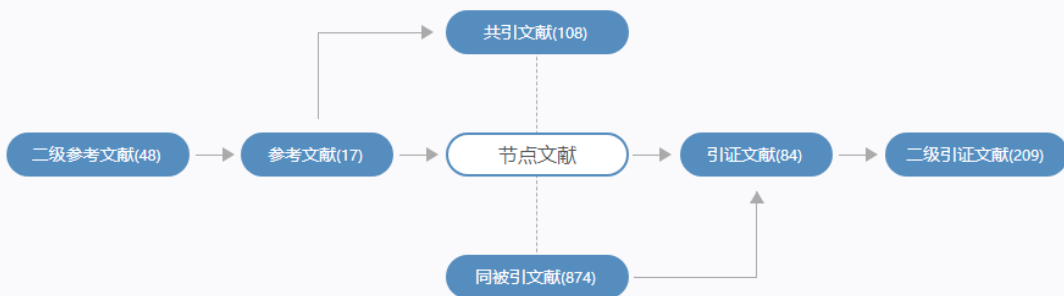 共引文献(108)
二级参考文献(48)
参考文献(17)
节点文献
引证文献(84)
二级引证文献(209)
同被引文献(874)